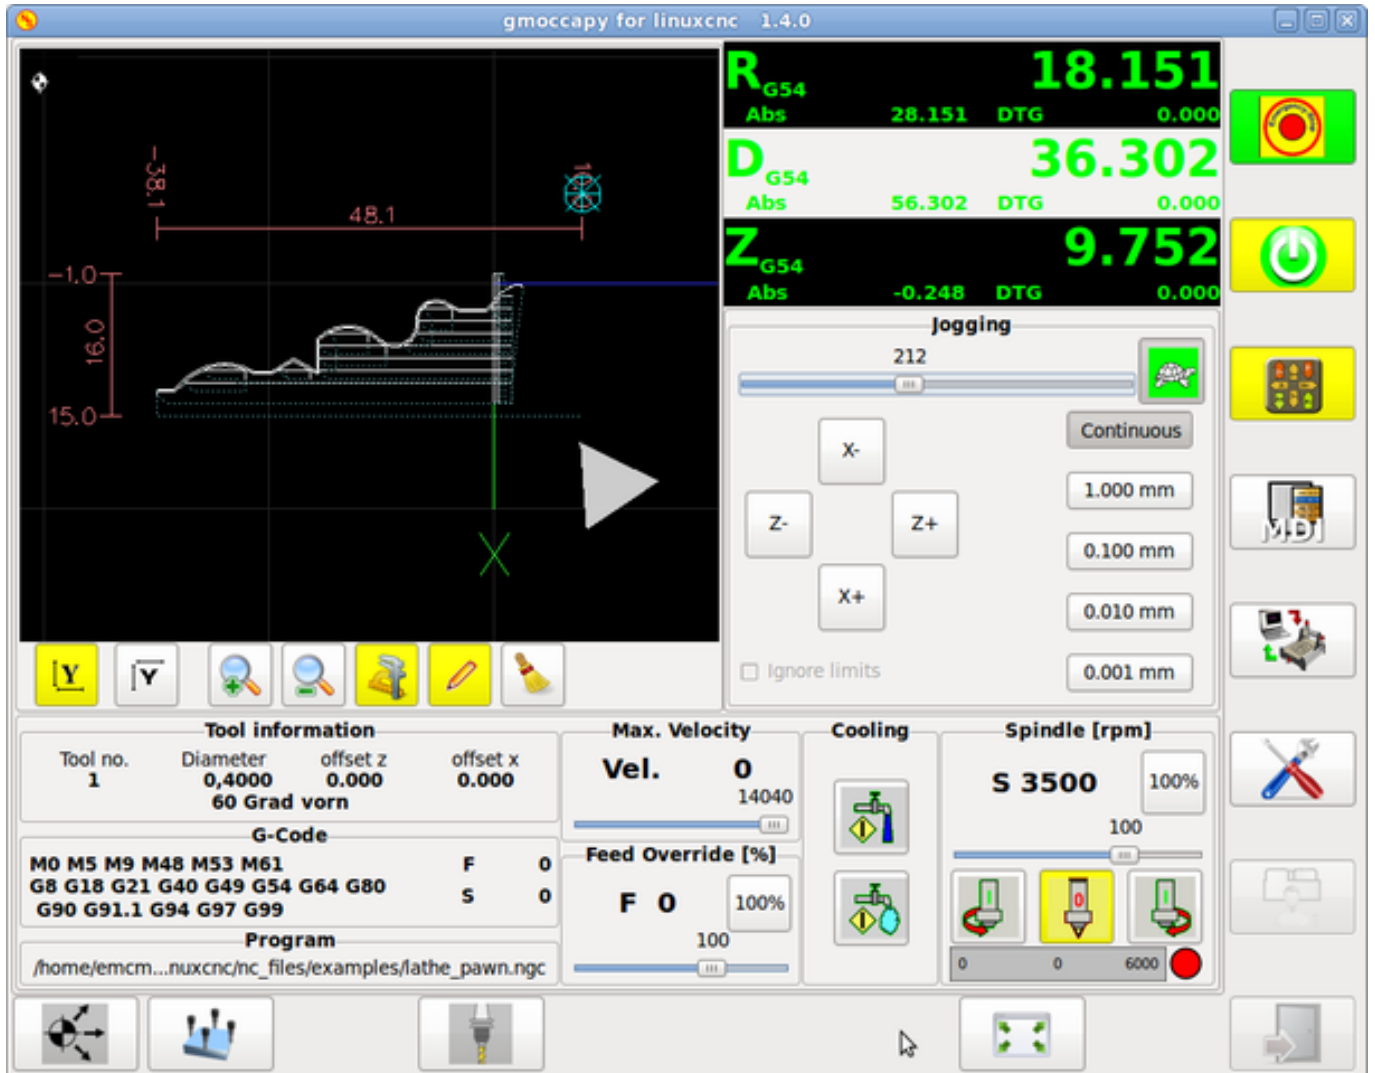 gmoccapy for linuxcnc 1.4.0
R G54 18.151
Abs 28.151 DTG 0.000
D G54 36.302
Abs 56.302 DTG 0.000
Z G54 9.752
Abs -0.248 DTG 0.000
-38.1
48.1
-1.0
16.0
15.0
X
Jogging
212
Continuous
X-
1.000 mm
Z- Z+
0.100 mm
X+
0.010 mm
Ignore limits
0.001 mm
MDI
Y Y
Tool information
Tool no. Diameter offset z offset x
1 0,4000 0.000 0.000
60 Grad vorn
G-Code
M0 M5 M9 M48 M53 M61 F 0
G8 G18 G21 G40 G49 G54 G64 G80 S 0
G90 G91.1 G94 G97 G99
Program
/home/emcm...nuxcnc/nc_files/examples/lathe_pawn.ngc
Max. Velocity
Vel. 0
14040
Feed Override [%]
F 0 100%
100
Cooling
Spindle [rpm]
S 3500 100%
100
I 0 I
0 0 6000